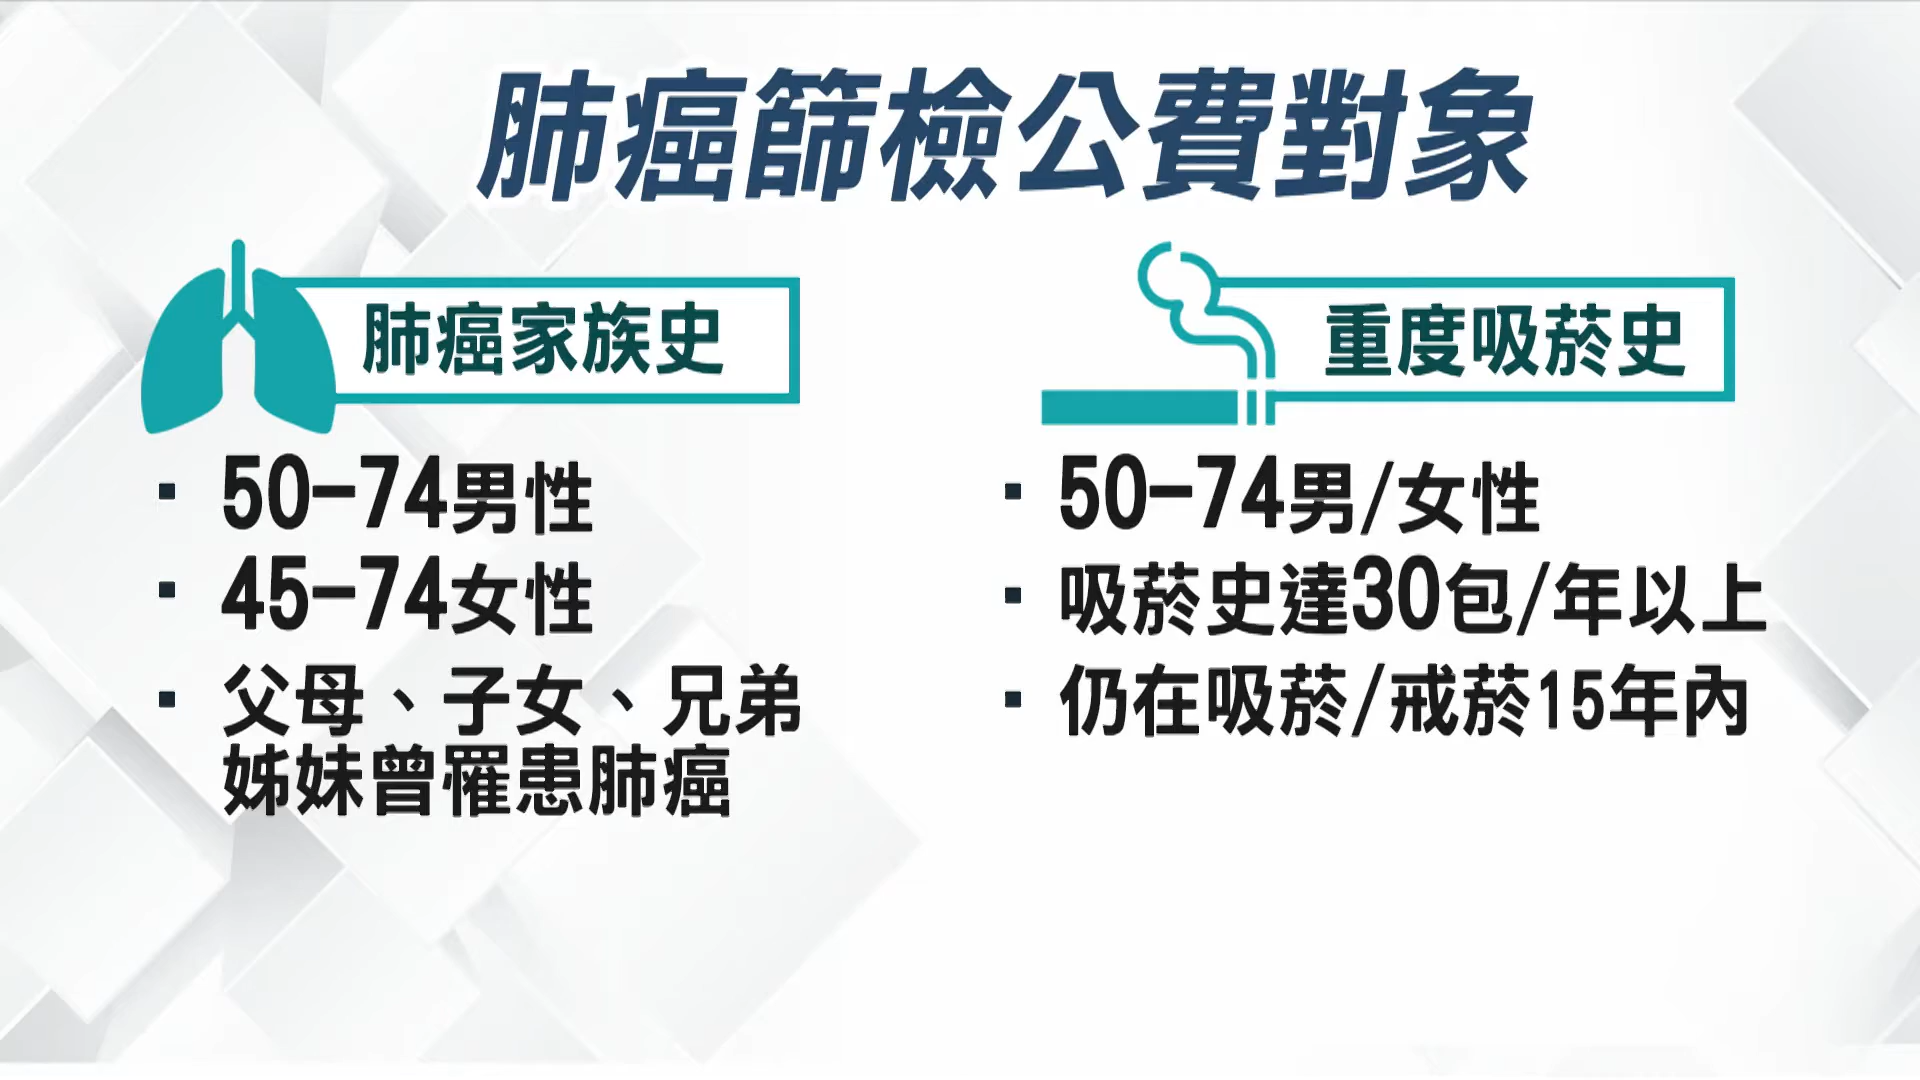 肺癌篩檢公費對象
肺癌家族史
▪ 50-74男性
▪ 45-74女性
▪ 父母、子女、兄弟
姊妹曾罹患肺癌
重度吸菸史
▪ 50-74男/女性
▪ 吸菸史達30包/年以上
▪ 仍在吸菸/戒菸15年內